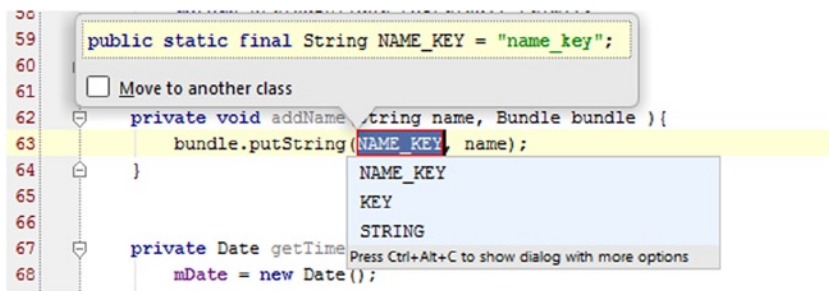 58
59
public static final String NAME_KEY = "name_key";
60
61
Move to another class
62 private void addName string name, Bundle bundle ){
63 bundle.putString(NAME_KEY, name);
64 }
NAME_KEY
65
KEY
66
STRING
67 private Date getTime
Press Ctrl+Alt+C to show dialog with more options
68 mDate = new Date();